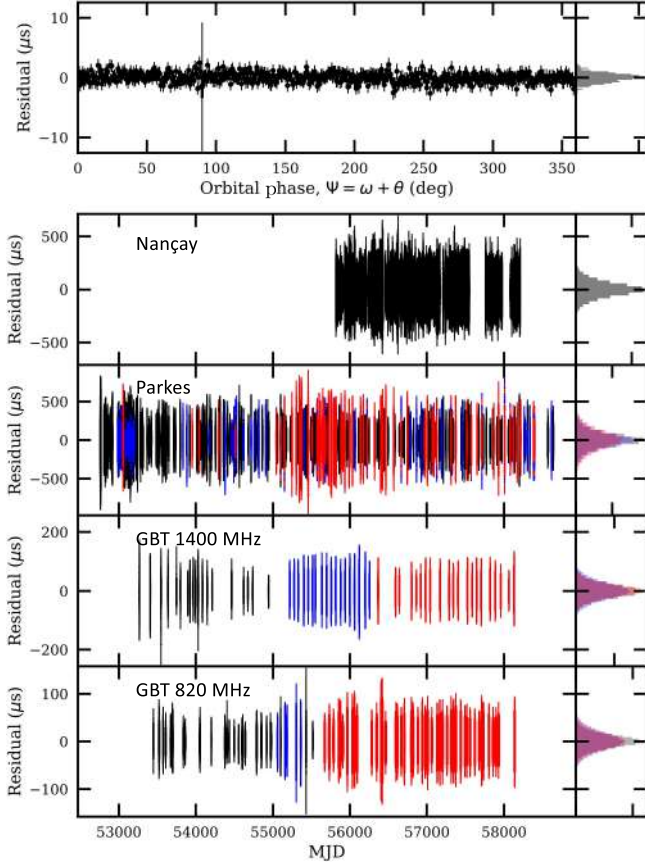 10
0
−10
Residual (μs)
0 50 100 150 200 250 300 350
Orbital phase, Ψ = ω + θ (deg)
Nançay
500
0
−500
Residual (μs)
Parkes
500
0
−500
Residual (μs)
GBT 1400 MHz
200
0
−200
Residual (μs)
GBT 820 MHz
100
0
−100
Residual (μs)
53000 54000 55000 56000 57000 58000
MJD